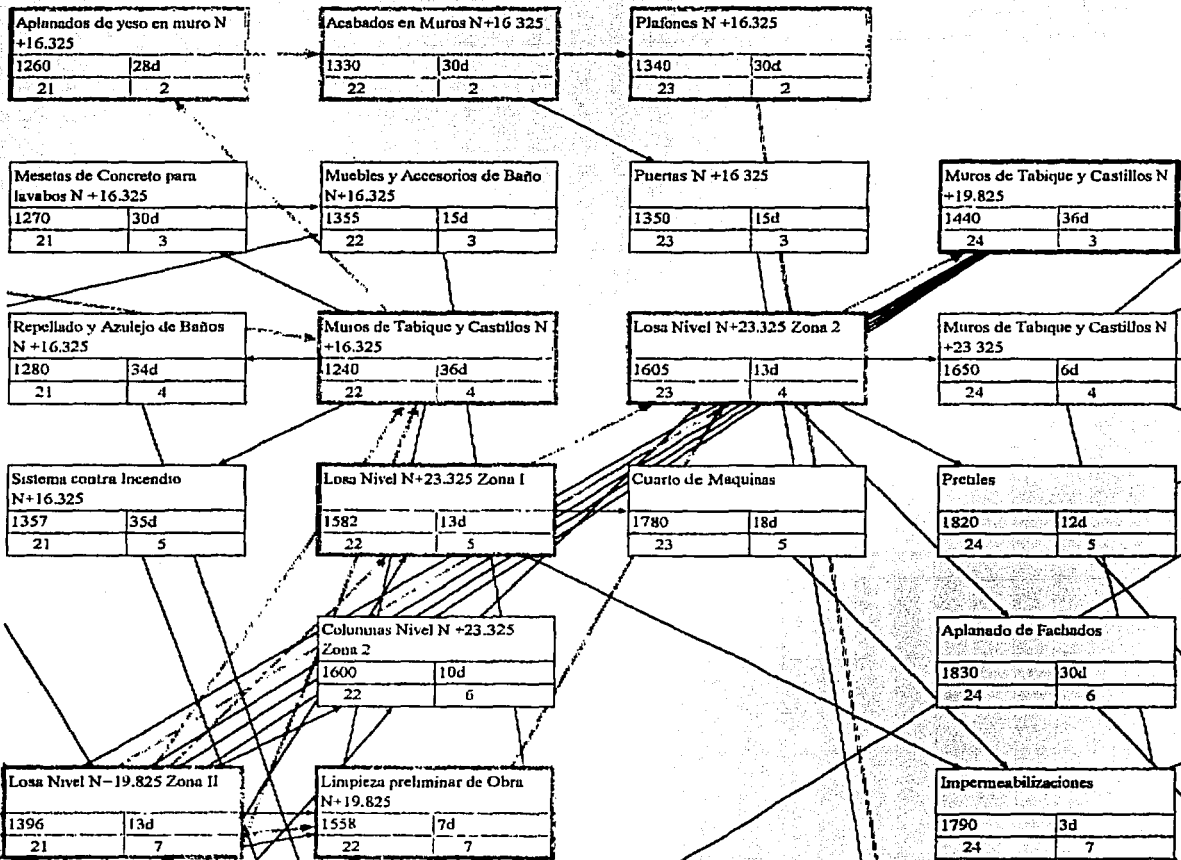 Aplanados de yeso en muro N
+16.325
1260 28d
21 2
Acabados en Muros N+16 325
1330 30d
22 2
Plafones N +16.325
1340 30d
23 2
Mesetas de Concreto para
lavabos N +16.325
1270 30d
21 3
Muebles y Accesorios de Baño
N+16.325
1355 15d
22 3
Puertas N +16 325
1350 15d
23 3
Muros de Tabique y Castillos N
+19.825
1440 36d
24 3
Repellado y Azulejo de Baños
N +16.325
1280 34d
21 4
Muros de Tabique y Castillos N
+16.325
1240 36d
22 4
Losa Nivel N+23.325 Zona 2
1605 13d
23 4
Muros de Tabique y Castillos N
+23 325
1650 6d
24 4
Sistema contra Incendio
N+16.325
1357 35d
21 5
Losa Nivel N+23.325 Zona I
1582 13d
22 5
Cuarto de Maquinas
1780 18d
23 5
Pretiles
1820 12d
24 5
Columnas Nivel N +23.325
Zona 2
1600 10d
22 6
Aplanado de Fachados
1830 30d
24 6
Losa Nivel N−19.825 Zona II
1396 13d
21 7
Limpieza preliminar de Obra
N+19.825
1558 7d
22 7
Impermeabilizaciones
1790 3d
24 7